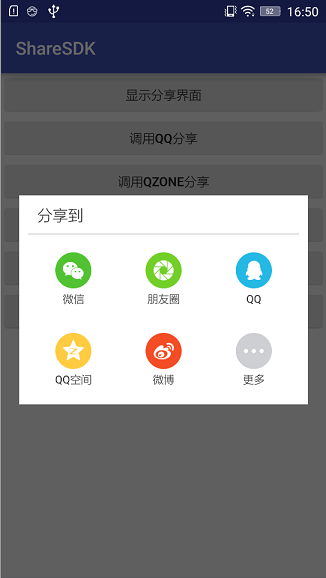 52 16:50
ShareSDK
显示分享界面
调用QQ分享
调用QZONE分享
分享到
微信 朋友圈 QQ
QQ空间 微博 更多